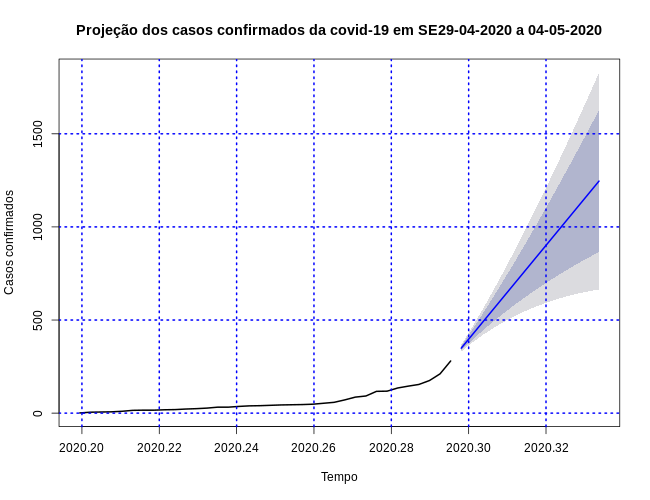 Projeção dos casos confirmados da covid-19 em SE29-04-2020 a 04-05-2020
Casos confirmados
1500
1000
500
0
2020.20 2020.22 2020.24 2020.26 2020.28 2020.30 2020.32
Tempo